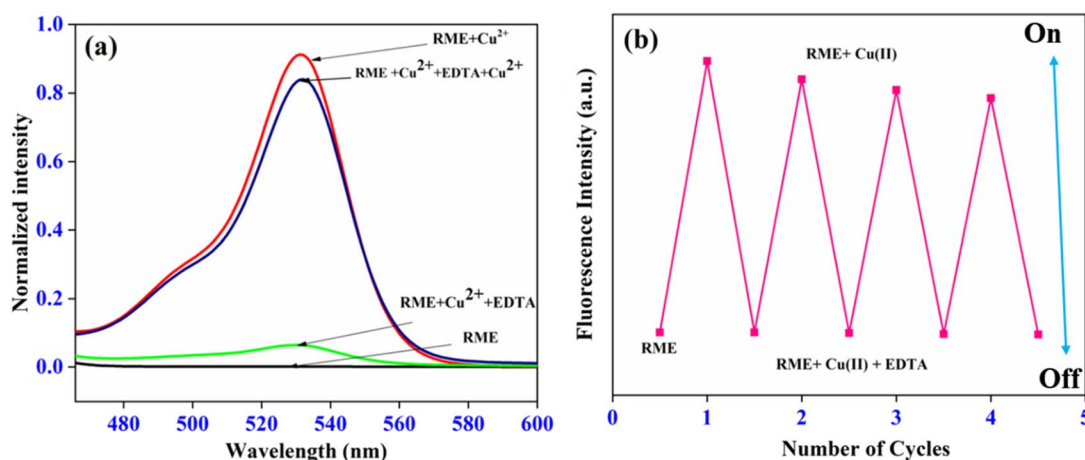 (a)
RME+Cu²⁺
RME +Cu²⁺+EDTA+Cu²⁺
RME+Cu²⁺+EDTA
RME
Normalized intensity
1.0
0.8
0.6
0.4
0.2
0.0
480 500 520 540 560 580 600
Wavelength (nm)
(b)
RME+ Cu(II)
On
RME
RME+ Cu(II) + EDTA
Off
Fluorescence Intensity (a.u.)
0 1 2 3 4 5
Number of Cycles